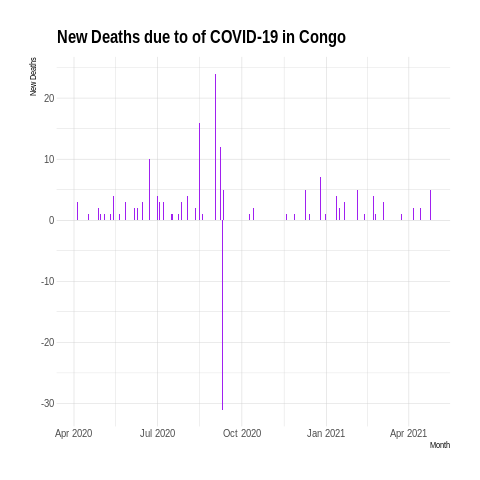 New Deaths due to of COVID-19 in Congo
New Deaths
20
10
0
-10
-20
-30
Apr 2020
Jul 2020
Oct 2020
Jan 2021
Apr 2021
Month